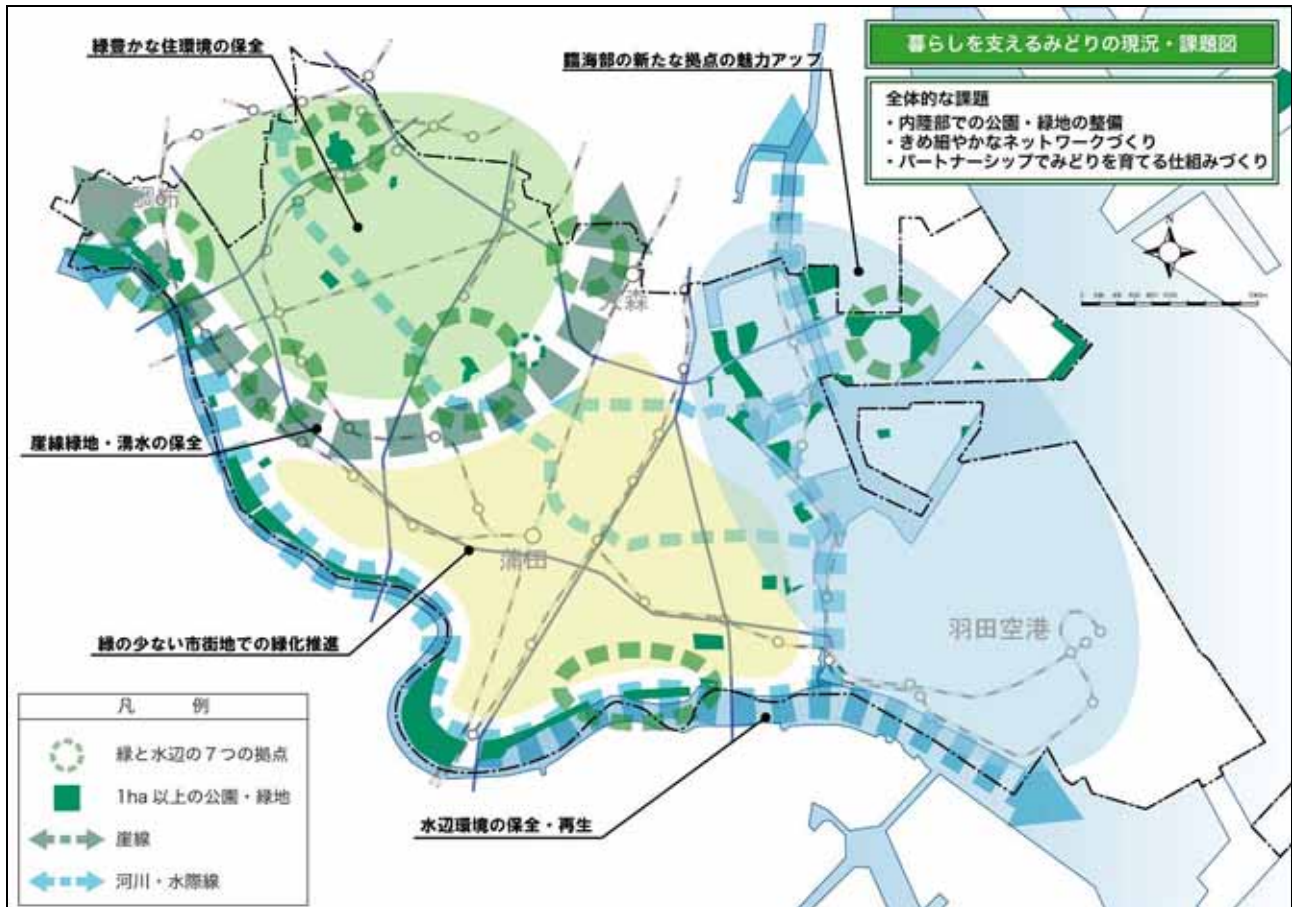 緑豊かな住環境の保全
臨海部の新たな拠点の魅力アップ
暮らしを支えるみどりの現況・課題図
全体的な課題
・内陸部での公園・緑地の整備
・きめ細やかなネットワークづくり
・パートナーシップでみどりを育てる仕組みづくり
調布
大森
N
崖線緑地・湧水の保全
蒲田
羽田空港
緑の少ない市街地での緑化推進
水辺環境の保全・再生
凡 例
緑と水辺の7つの拠点
1ha 以上の公園・緑地
崖線
河川・水際線